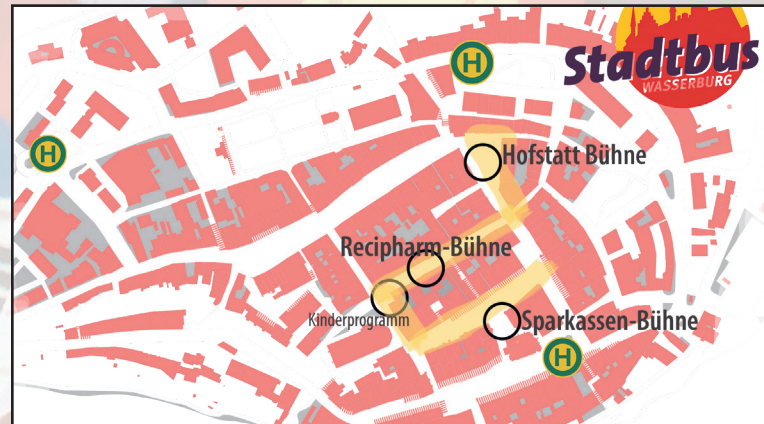 H
Stadtbus
WASSERBURG
H
Hofstatt Bühne
Recipharm-Bühne
Kinderprogramm
Sparkassen-Bühne
H